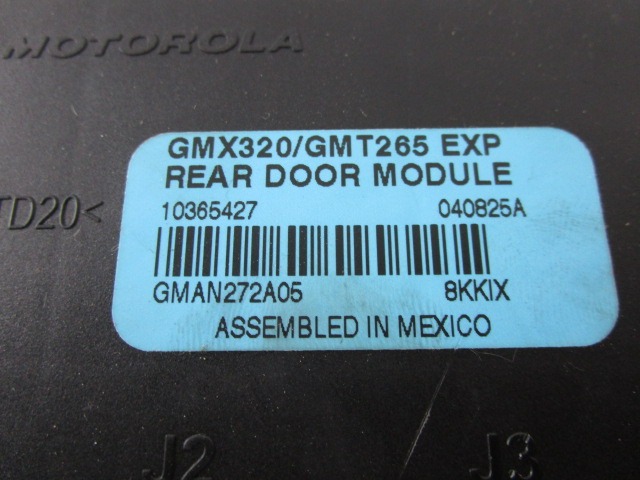 MOTOROLA
GMX320/GMT265 EXP
REAR DOOR MODULE
TD20<
10365427 040825A
GMAN272A05 8KKIX
ASSEMBLED IN MEXICO
J2 J3